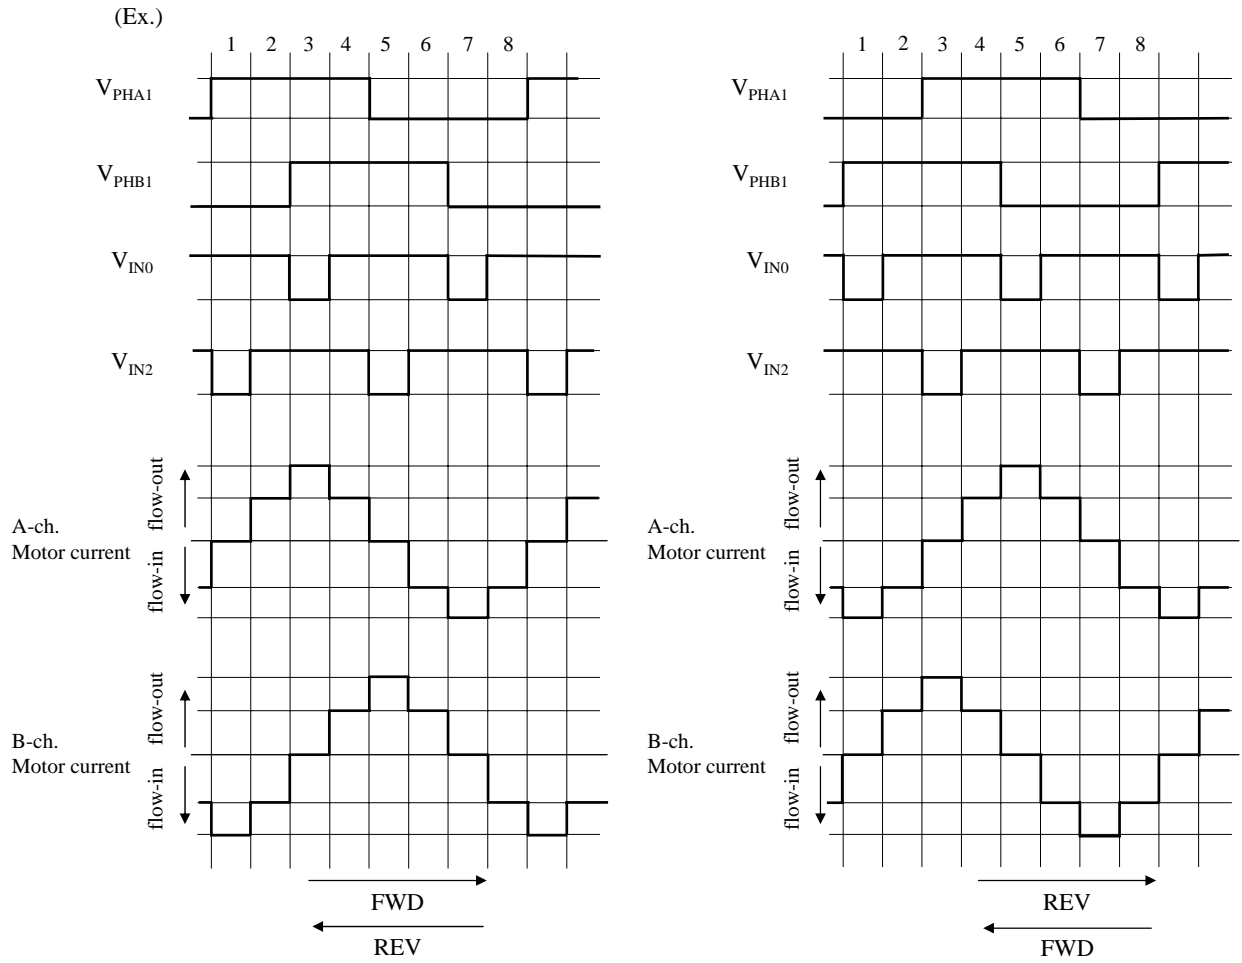 (Ex.)
1 2 3 4 5 6 7 8
VPHA1
VPHB1
VIN0
VIN2
flow-out
A-ch.
Motor current
flow-in
flow-out
B-ch.
Motor current
flow-in
FWD
REV
1 2 3 4 5 6 7 8
VPHA1
VPHB1
VIN0
VIN2
flow-out
A-ch.
Motor current
flow-in
flow-out
B-ch.
Motor current
flow-in
REV
FWD